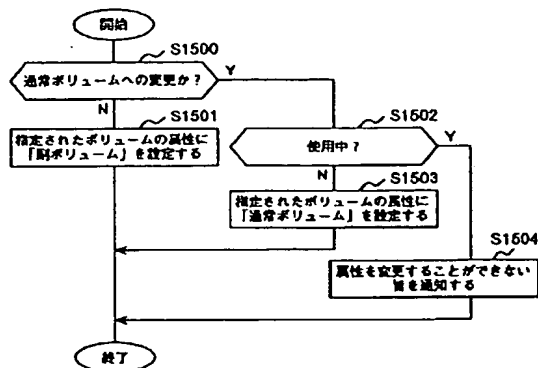 開始
S1500
通常ボリュームへの変更か？
Y
N
S1501
S1502
指定されたボリュームの属性に
「副ボリューム」を設定する
使用中？
Y
N
S1503
指定されたボリュームの属性に
「通常ボリューム」を設定する
S1504
属性を変更することができない
旨を通知する
終了